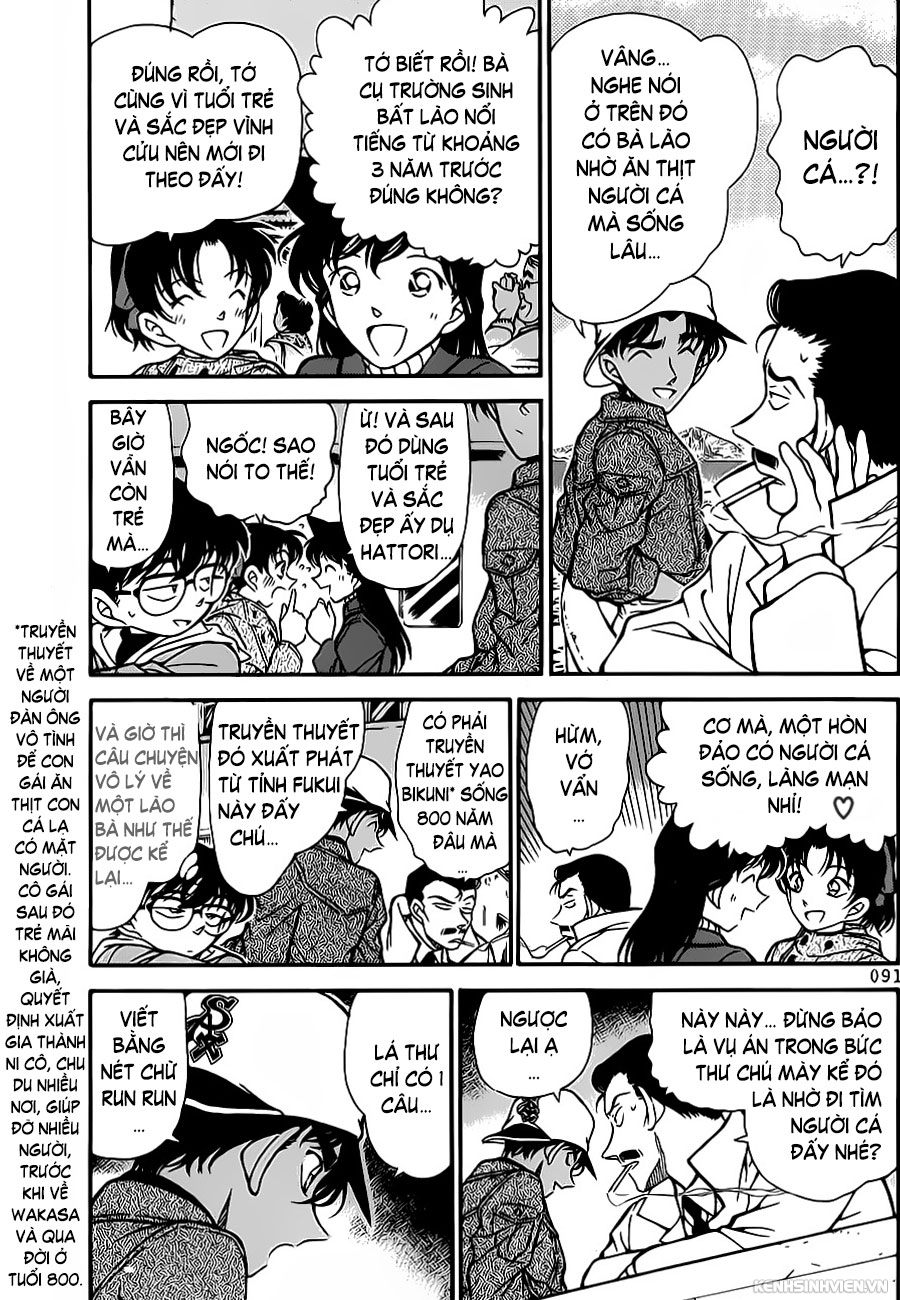 NGƯỜI
CÁ...?!
VÂNG...
NGHE NÓI
Ở TRÊN ĐÓ
CÓ BÀ LÃO
NHỜ ĂN THỊT
NGƯỜI CÁ
MÀ SỐNG
LÂU...
TỚ BIẾT RỒI! BÀ
CỤ TRƯỜNG SINH
BẤT LÃO NỔI
TIẾNG TỪ KHOẢNG
3 NĂM TRƯỚC
ĐÚNG KHÔNG?
ĐÚNG RỒI, TỚ
CŨNG VÌ TUỔI TRẺ
VÀ SẮC ĐẸP VĨNH
CỬU NÊN MỚI ĐI
THEO ĐẤY!
Ừ! VÀ SAU
ĐÓ DÙNG
TUỔI TRẺ
VÀ SẮC
ĐẸP ẤY DỤ
HATTORI...
NGỐC! SAO
NÓI TO THẾ!
BÂY
GIỜ
VẪN
CÒN
TRẺ
MÀ...
CƠ MÀ, MỘT HÒN
ĐẢO CÓ NGƯỜI CÁ
SỐNG, LÃNG MẠN
NHỈ! ♡
HỪM,
VỚ
VẨN
...
CÓ PHẢI
TRUYỀN
THUYẾT YAO
BIKUNI* SỐNG
800 NĂM
ĐÂU MÀ
...
TRUYỀN THUYẾT
ĐÓ XUẤT PHÁT
TỪ TỈNH FUKUI
NÀY ĐẤY
CHÚ...
VÀ GIỜ THÌ
CÂU CHUYỆN
VÔ LÝ VỀ
MỘT LÃO
BÀ NHƯ THẾ
ĐƯỢC KỂ
LẠI...
091
NÀY NÀY... ĐỪNG BẢO
LÀ VỤ ÁN TRONG BỨC
THƯ CHÚ MÀY KỂ ĐÓ
LÀ NHỜ ĐI TÌM
NGƯỜI CÁ
ĐẤY NHÉ?
NGƯỢC
LẠI Ạ
...
LÁ THƯ
CHỈ CÓ 1
CÂU...
VIẾT
BẰNG
NÉT CHỮ
RUN RUN
...
*TRUYỀN
THUYẾT
VỀ MỘT
NGƯỜI
ĐÀN ÔNG
VÔ TÌNH
ĐỂ CON
GÁI ĂN
THỊT CON
CÁ LẠ
CÓ MẶT
NGƯỜI.
CÔ GÁI
SAU ĐÓ
TRẺ MÃI
KHÔNG
GIÀ,
QUYẾT
ĐỊNH XUẤT
GIA THÀNH
NI CÔ, CHU
DU NHIỀU
NƠI, GIÚP
ĐỠ NHIỀU
NGƯỜI,
TRƯỚC
KHI VỀ
WAKASA
VÀ QUA
ĐỜI Ở
TUỔI 800.
KENHSINHVIEN.VN